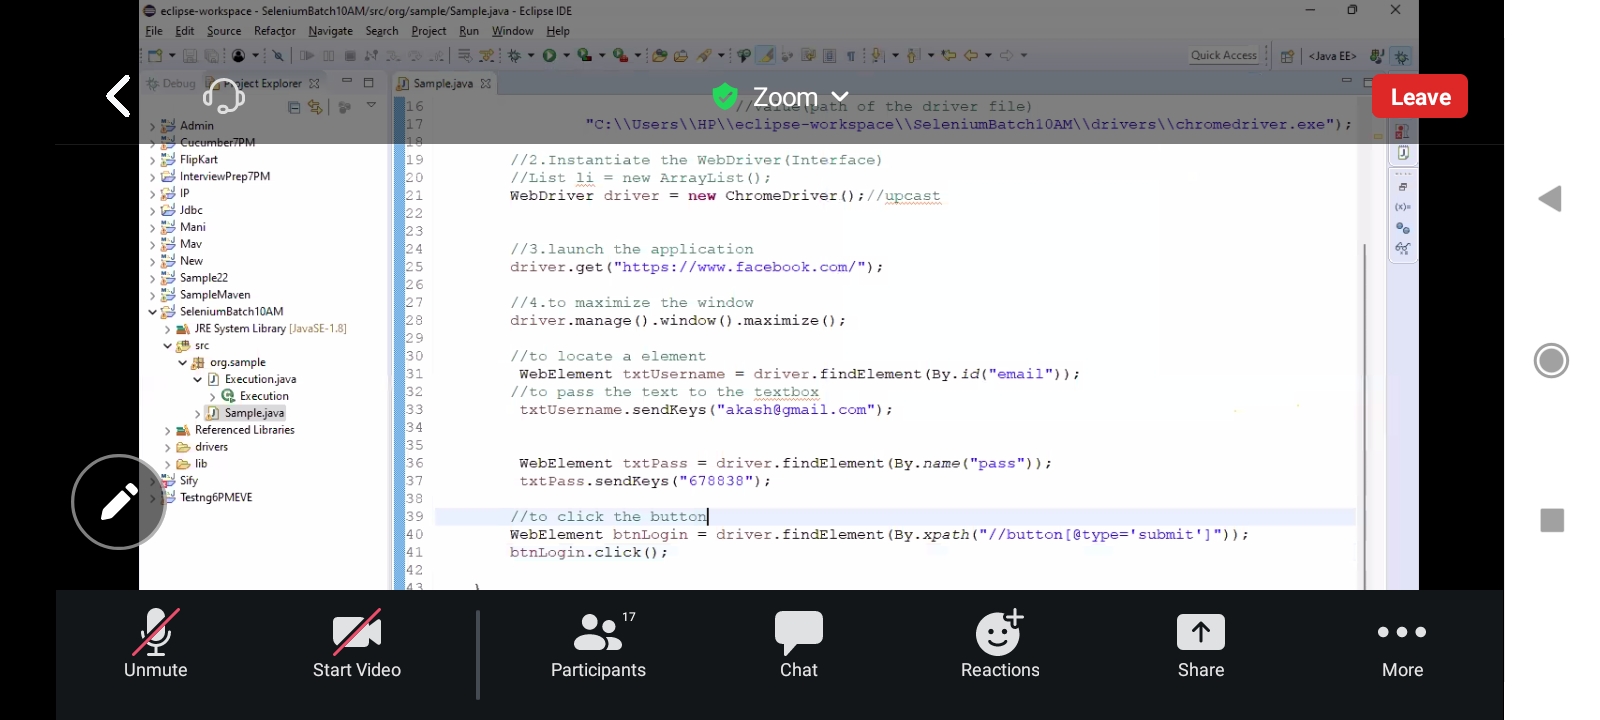 eclipse-workspace - SeleniumBatch10AM/src/org/sample/Sample.java - Eclipse IDE
File Edit Source Refactor Navigate Search Project Run Window Help
Quick Access <Java EE>
Debug Project Explorer Sample.java
Zoom
Leave
Admin
Cucumber7PM
FlipKart
InterviewPrep7PM
IP
Jdbc
Mani
Mav
New
Sample22
SampleMaven
SeleniumBatch10AM
JRE System Library [JavaSE-1.8]
src
org.sample
Execution.java
Execution
Sample.java
Referenced Libraries
drivers
lib
Sify
Testng6PMEVE
16 //value(path of the driver file)
17 "C:\\Users\\HP\\eclipse-workspace\\SeleniumBatch10AM\\drivers\\chromedriver.exe");
18
19 //2.Instantiate the WebDriver(Interface)
20 //List li = new ArrayList();
21 WebDriver driver = new ChromeDriver();//upcast
22
23
24 //3.launch the application
25 driver.get("https://www.facebook.com/");
26
27 //4.to maximize the window
28 driver.manage().window().maximize();
29
30 //to locate a element
31 WebElement txtUsername = driver.findElement(By.id("email"));
32 //to pass the text to the textbox
33 txtUsername.sendKeys("akash@gmail.com");
34
35
36 WebElement txtPass = driver.findElement(By.name("pass"));
37 txtPass.sendKeys("678838");
38
39 //to click the button
40 WebElement btnLogin = driver.findElement(By.xpath("//button[@type='submit']"));
41 btnLogin.click();
42
43 }
Unmute
Start Video
17
Participants
Chat
Reactions
Share
More